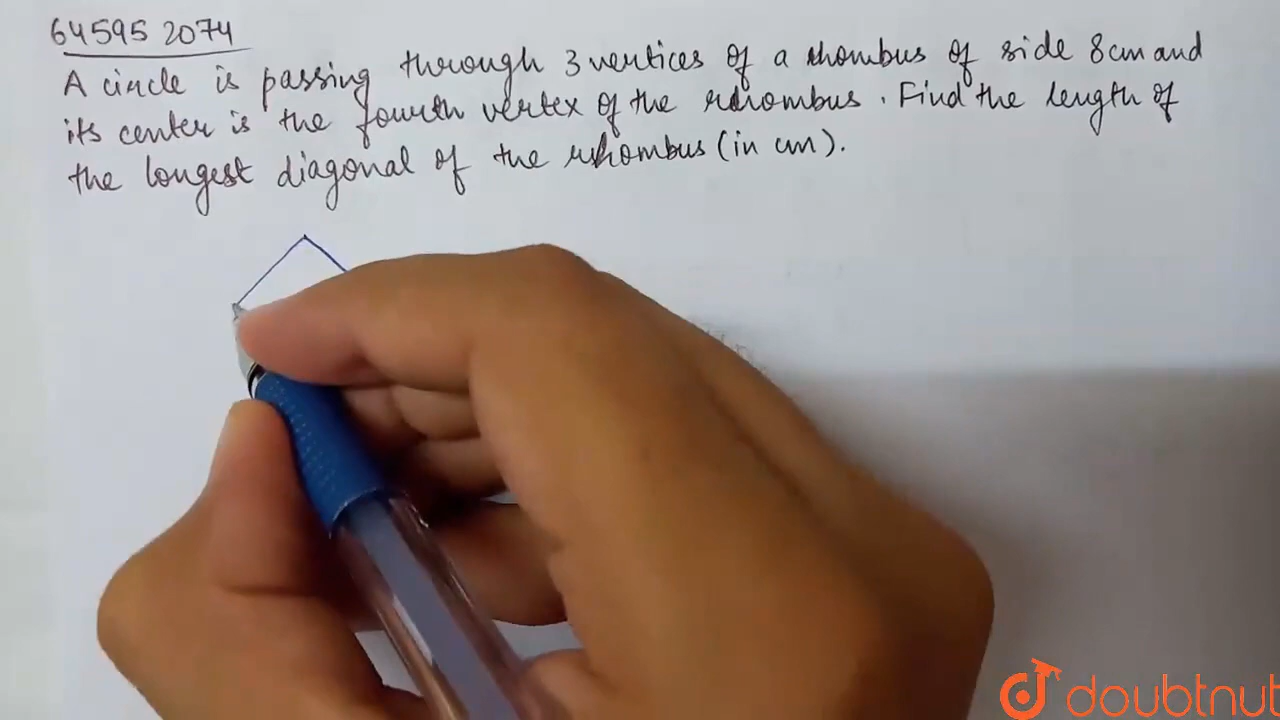 64595 2074
A circle is passing through 3 vertices of a rhombus of side 8cm and
its center is the fourth vertex of the rhombus. Find the length of
the longest diagonal of the rhombus (in cm).
doubtnut